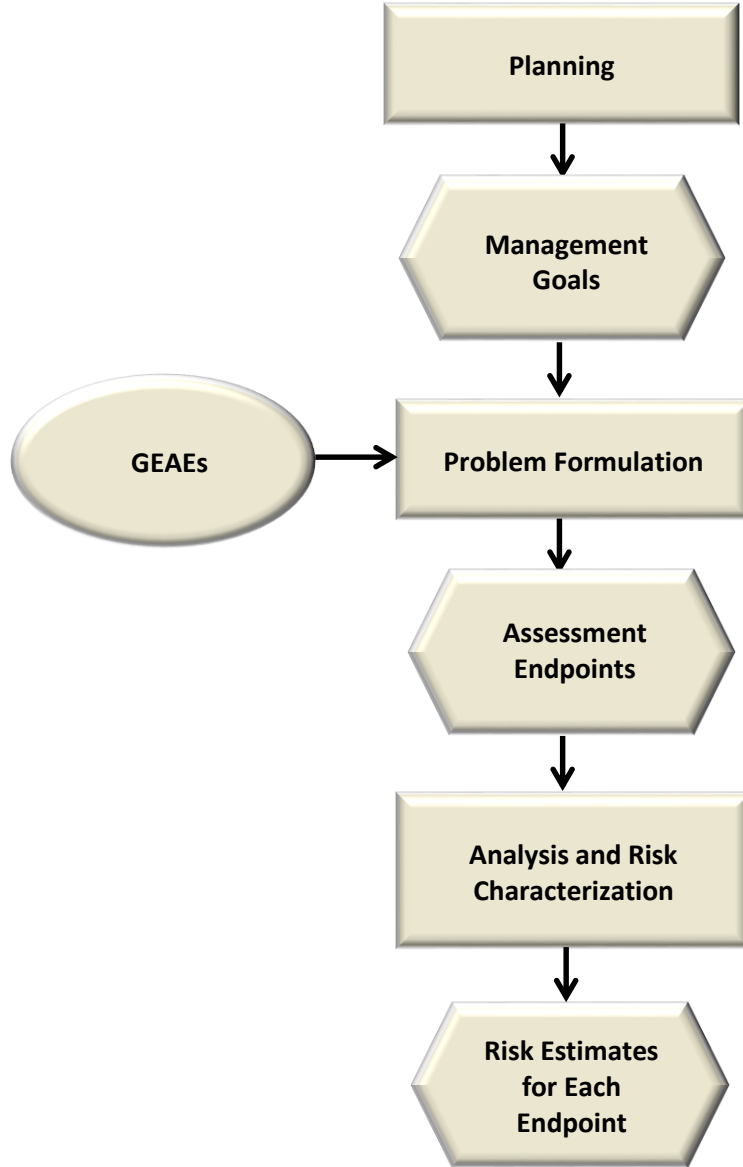 Planning
Management
Goals
GEAEs
Problem Formulation
Assessment
Endpoints
Analysis and Risk
Characterization
Risk Estimates
for Each
Endpoint